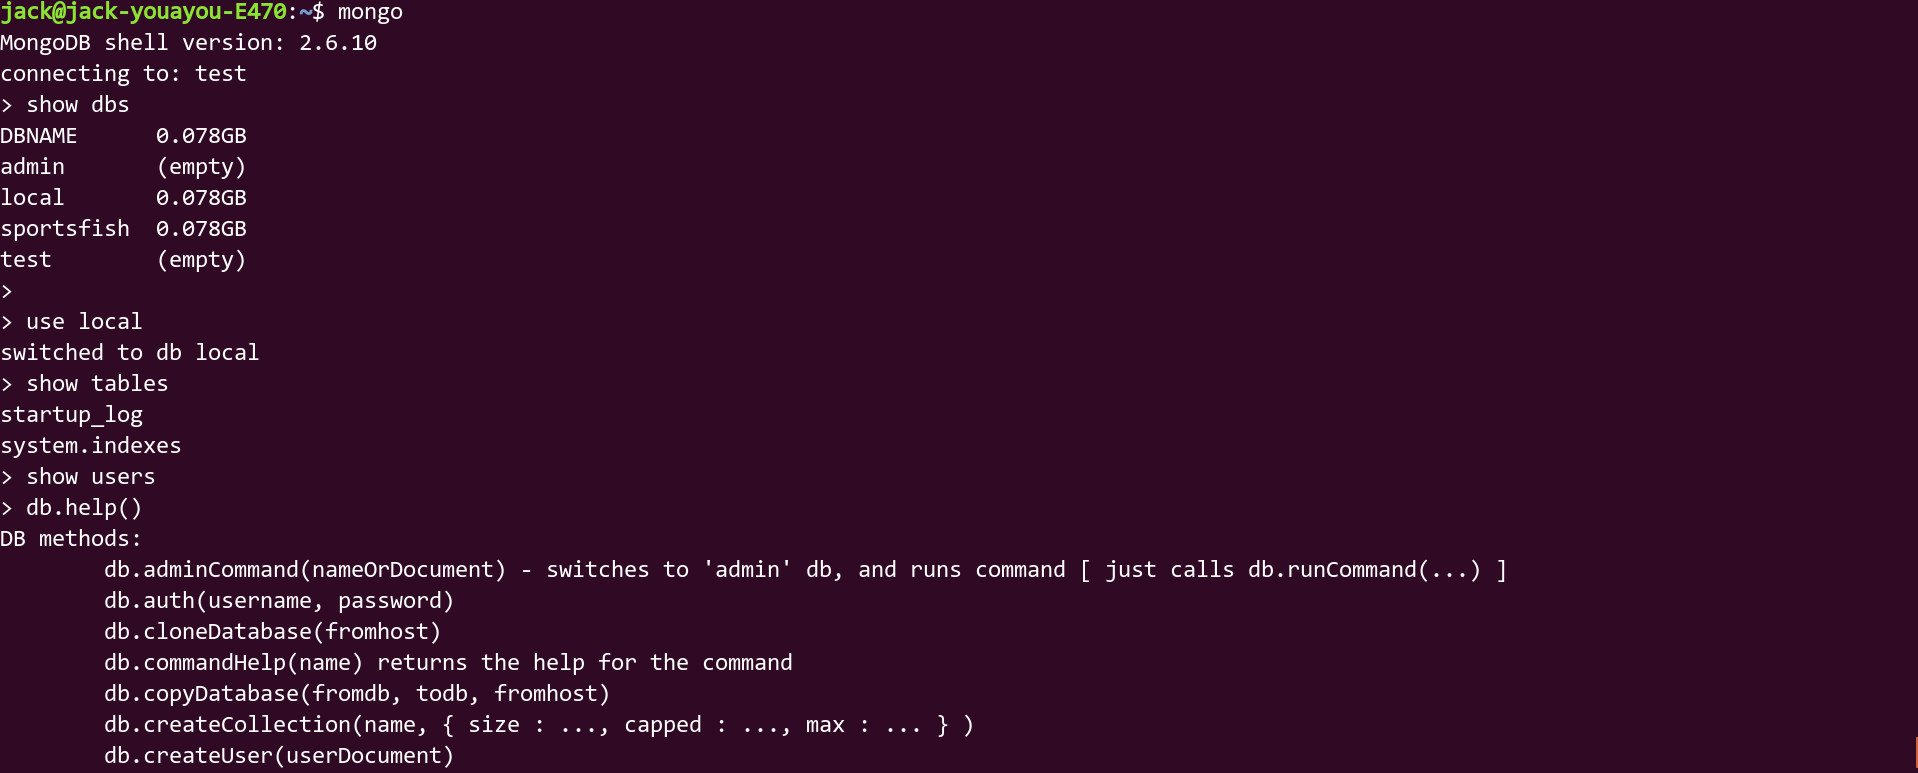 jack@jack-youayou-E470:~$ mongo
MongoDB shell version: 2.6.10
connecting to: test
> show dbs
DBNAME      0.078GB
admin       (empty)
local       0.078GB
sportsfish  0.078GB
test        (empty)
>
> use local
switched to db local
> show tables
startup_log
system.indexes
> show users
> db.help()
DB methods:
        db.adminCommand(nameOrDocument) - switches to 'admin' db, and runs command [ just calls db.runCommand(...) ]
        db.auth(username, password)
        db.cloneDatabase(fromhost)
        db.commandHelp(name) returns the help for the command
        db.copyDatabase(fromdb, todb, fromhost)
        db.createCollection(name, { size : ..., capped : ..., max : ... } )
        db.createUser(userDocument)